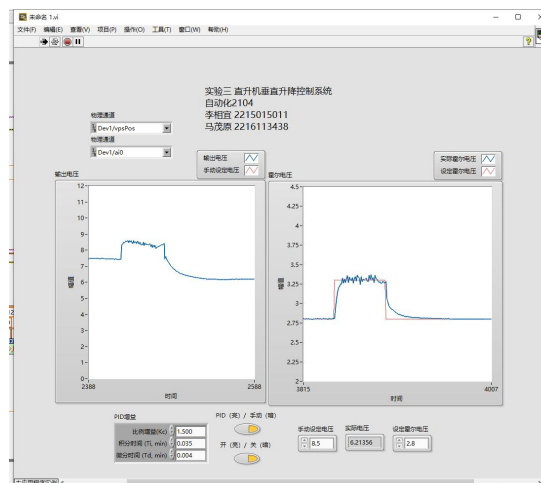 未命名 1.vi
文件(F) 编辑(E) 查看(V) 项目(P) 操作(O) 工具(T) 窗口(W) 帮助(H)
实验三 直升机垂直升降控制系统
自动化2104
李相宜 2215015011
马茂原 2216113438
物理通道
Dev1/vpsPos
物理通道
Dev1/ai0
输出电压
手动设定电压
实际霍尔电压
设定霍尔电压
输出电压
12
11
10
9
8
7
6
5
4
3
2
1
0
幅值
2388
2588
时间
霍尔电压
4.5
4.25
4
3.75
3.5
3.25
3
2.75
2.5
2.25
2
幅值
3815
4007
时间
PID增益
比例增益(Kc) 1.500
积分时间 (Ti, min) 0.035
微分时间 (Td, min) 0.004
PID (亮) / 手动 (暗)
开 (亮) / 关 (暗)
手动设定电压
8.5
实际电压
6.21356
设定霍尔电压
2.8